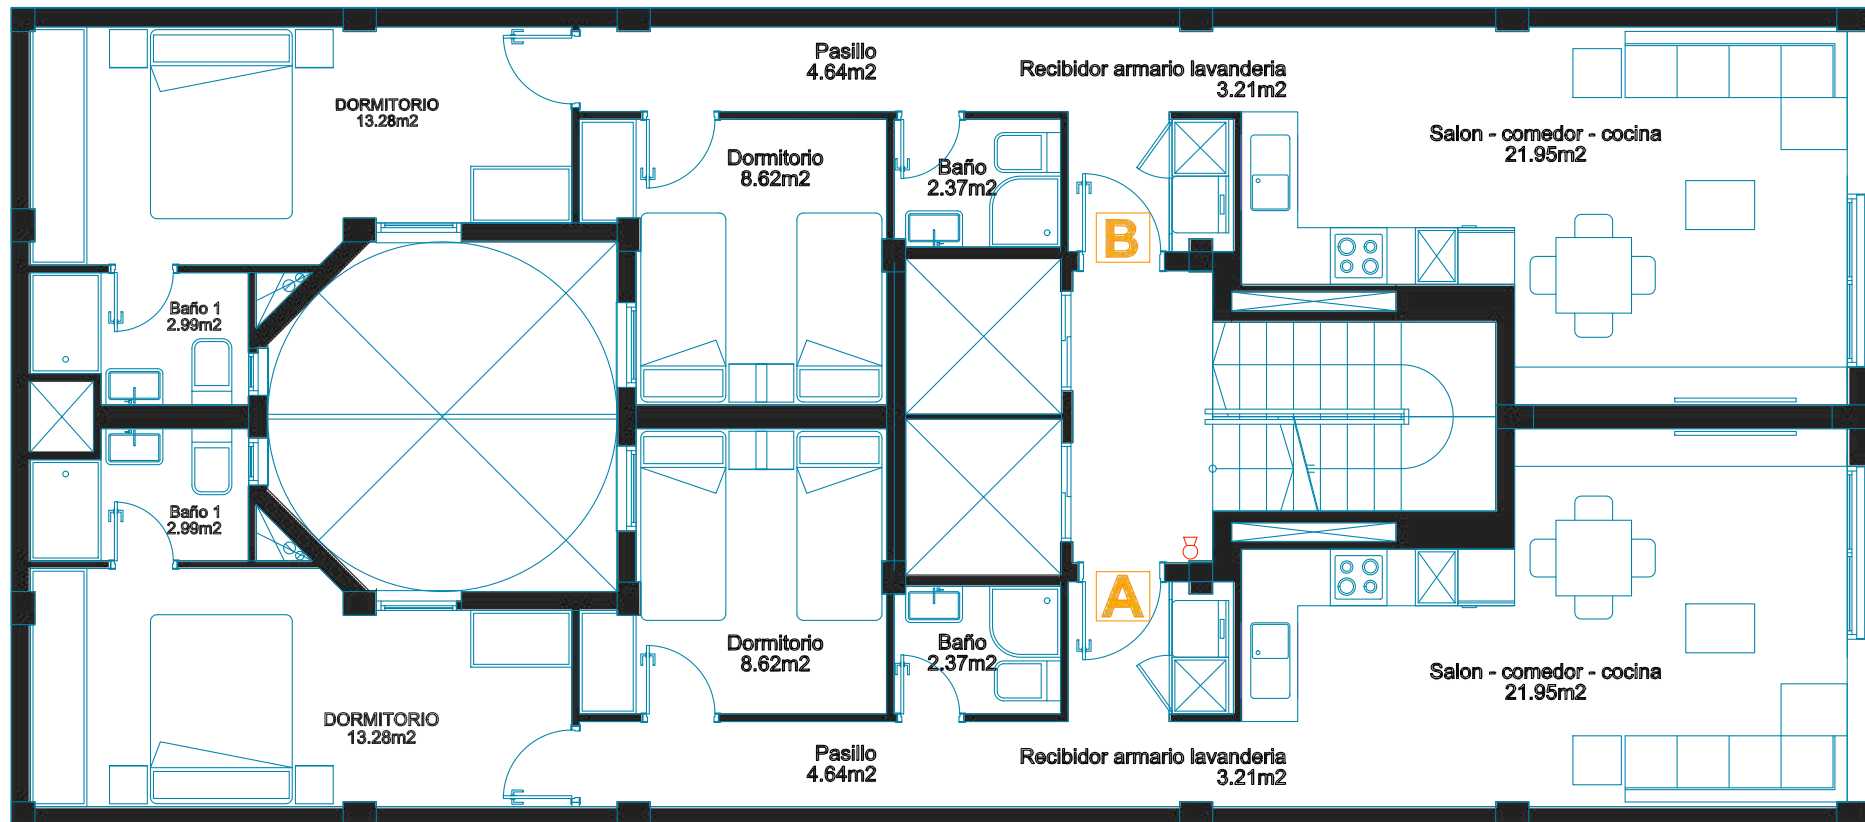 Pasillo
4.64m2
Recibidor armario lavanderia
3.21m2
DORMITORIO
13.28m2
Salon - comedor - cocina
21.95m2
Dormitorio
8.62m2
Baño
2.37m2
B
Baño 1
2.99m2
Baño 1
2.99m2
A
Dormitorio
8.62m2
Baño
2.37m2
Salon - comedor - cocina
21.95m2
DORMITORIO
13.28m2
Pasillo
4.64m2
Recibidor armario lavanderia
3.21m2